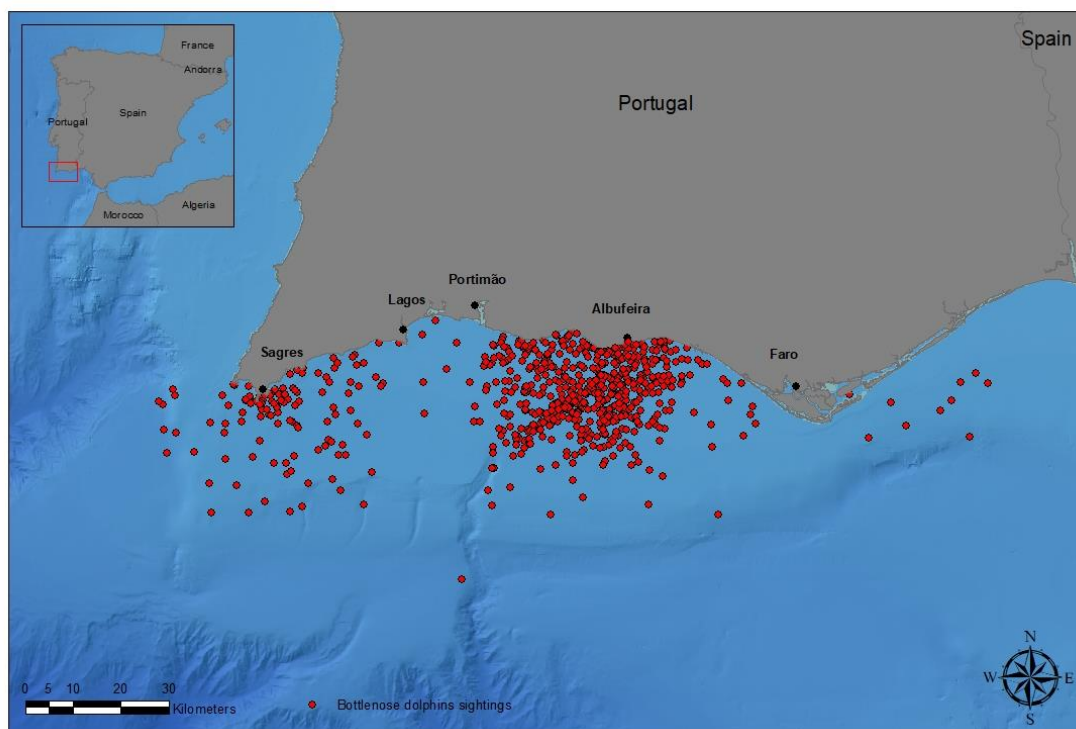 France
Andorra
Portugal
Spain
Algeria
Morocco
Spain
Portugal
Portimão
Lagos
Albufeira
Sagres
Faro
0 5 10 20 30
Kilometers
Bottlenose dolphins sightings
N
W E
S